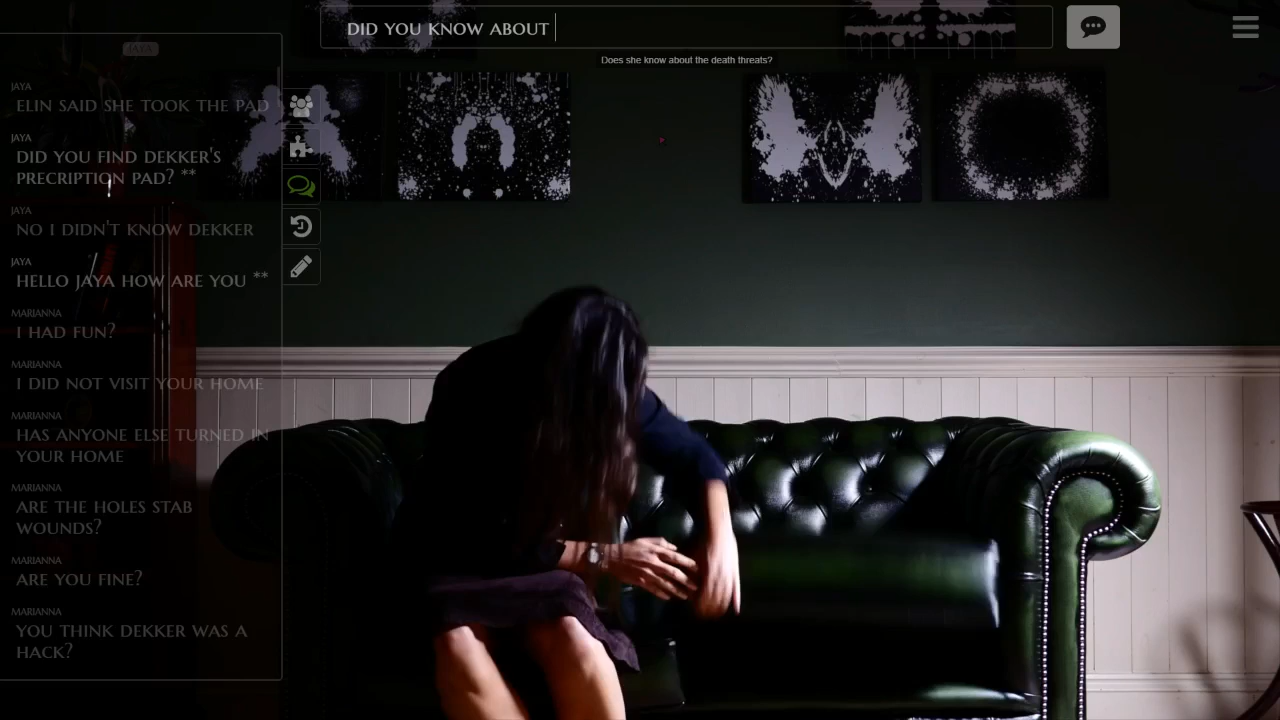 DID YOU KNOW ABOUT
Does she know about the death threats?
JAYA
JAYA
ELIN SAID SHE TOOK THE PAD
JAYA
DID YOU FIND DEKKER'S
PRECRIPTION PAD? **
JAYA
NO I DIDN'T KNOW DEKKER
JAYA
HELLO JAYA HOW ARE YOU **
MARIANNA
I HAD FUN?
MARIANNA
I DID NOT VISIT YOUR HOME
MARIANNA
HAS ANYONE ELSE TURNED IN
YOUR HOME
MARIANNA
ARE THE HOLES STAB
WOUNDS?
MARIANNA
ARE YOU FINE?
MARIANNA
YOU THINK DEKKER WAS A
HACK?